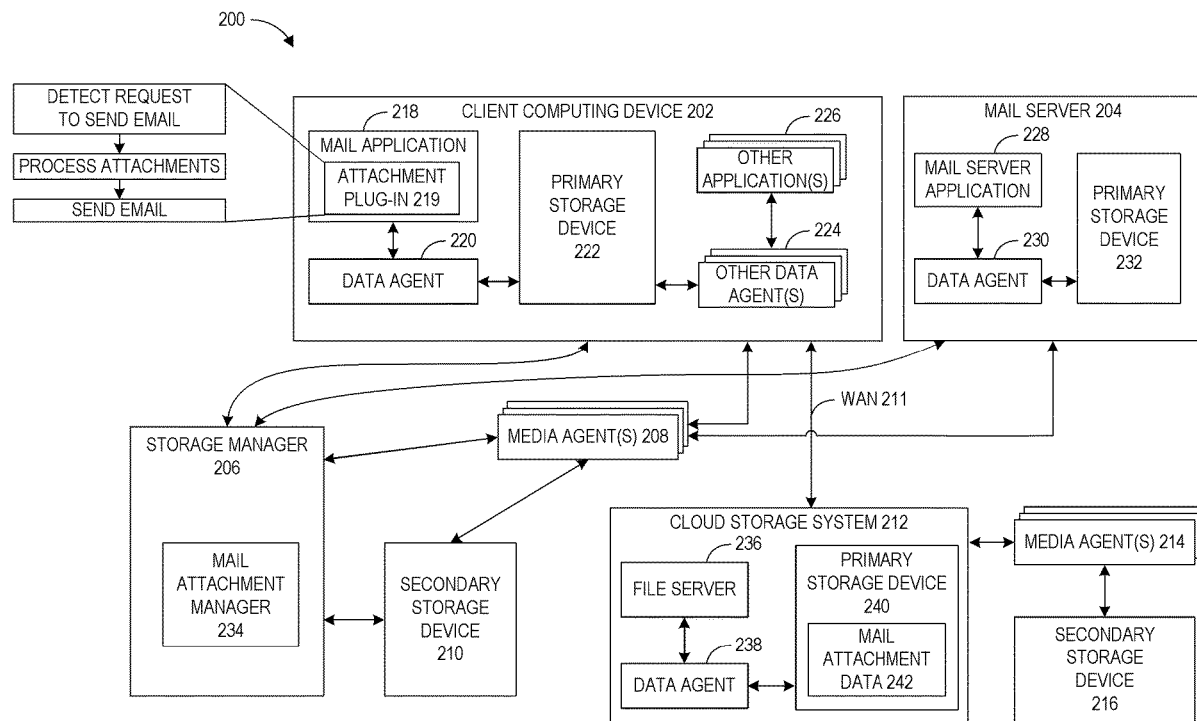 200
DETECT REQUEST
TO SEND EMAIL
PROCESS ATTACHMENTS
SEND EMAIL
CLIENT COMPUTING DEVICE 202
218
MAIL APPLICATION
ATTACHMENT
PLUG-IN 219
220
DATA AGENT
PRIMARY
STORAGE
DEVICE
222
226
OTHER
APPLICATION(S)
224
OTHER DATA
AGENT(S)
MAIL SERVER 204
228
MAIL SERVER
APPLICATION
230
DATA AGENT
PRIMARY
STORAGE
DEVICE
232
WAN 211
STORAGE MANAGER
206
MAIL
ATTACHMENT
MANAGER
234
MEDIA AGENT(S) 208
SECONDARY
STORAGE
DEVICE
210
CLOUD STORAGE SYSTEM 212
236
FILE SERVER
238
DATA AGENT
PRIMARY
STORAGE DEVICE
240
MAIL
ATTACHMENT
DATA 242
MEDIA AGENT(S) 214
SECONDARY
STORAGE
DEVICE
216